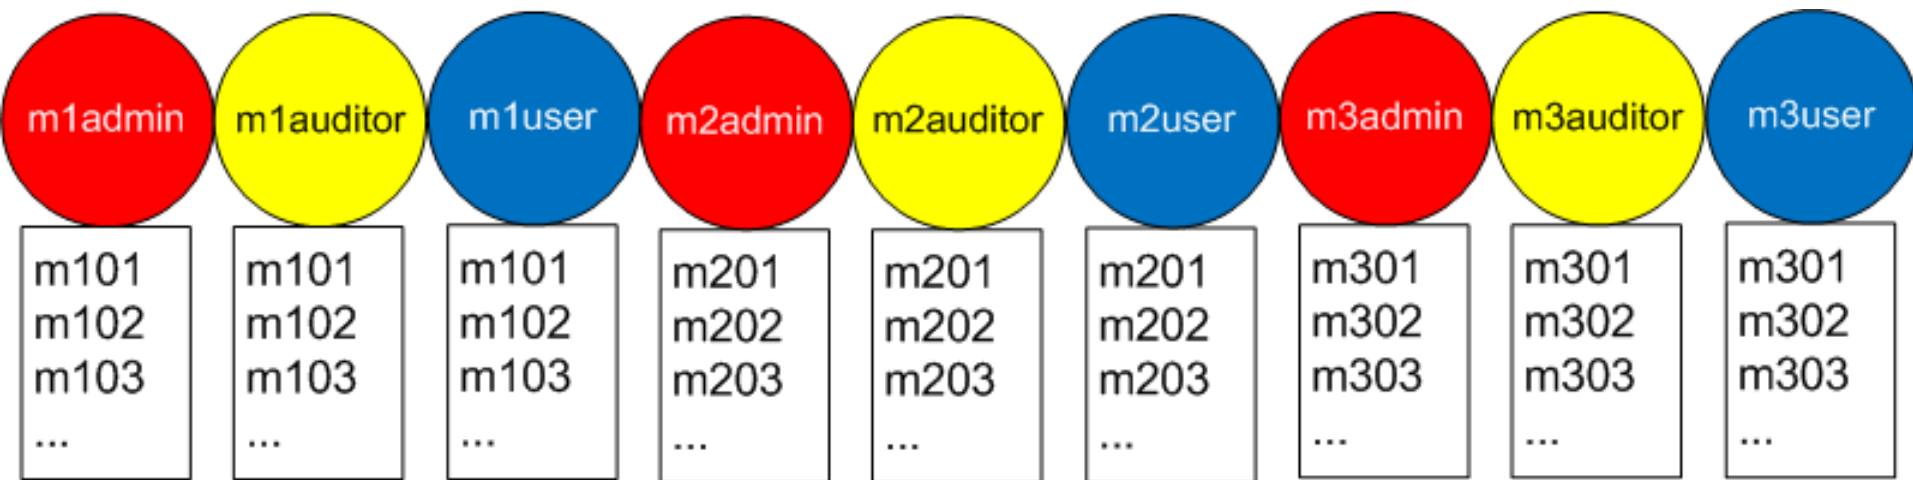 m1admin
m1auditor
m1user
m2admin
m2auditor
m2user
m3admin
m3auditor
m3user
m101
m102
m103
...
m101
m102
m103
...
m101
m102
m103
...
m201
m202
m203
...
m201
m202
m203
...
m201
m202
m203
...
m301
m302
m303
...
m301
m302
m303
...
m301
m302
m303
...